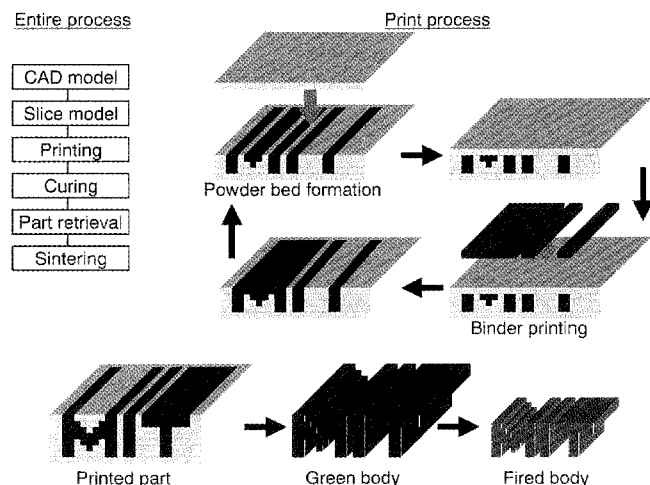 Entire process
Print process
CAD model
Slice model
Printing
Curing
Part retrieval
Sintering
Powder bed formation
Binder printing
Printed part
Green body
Fired body